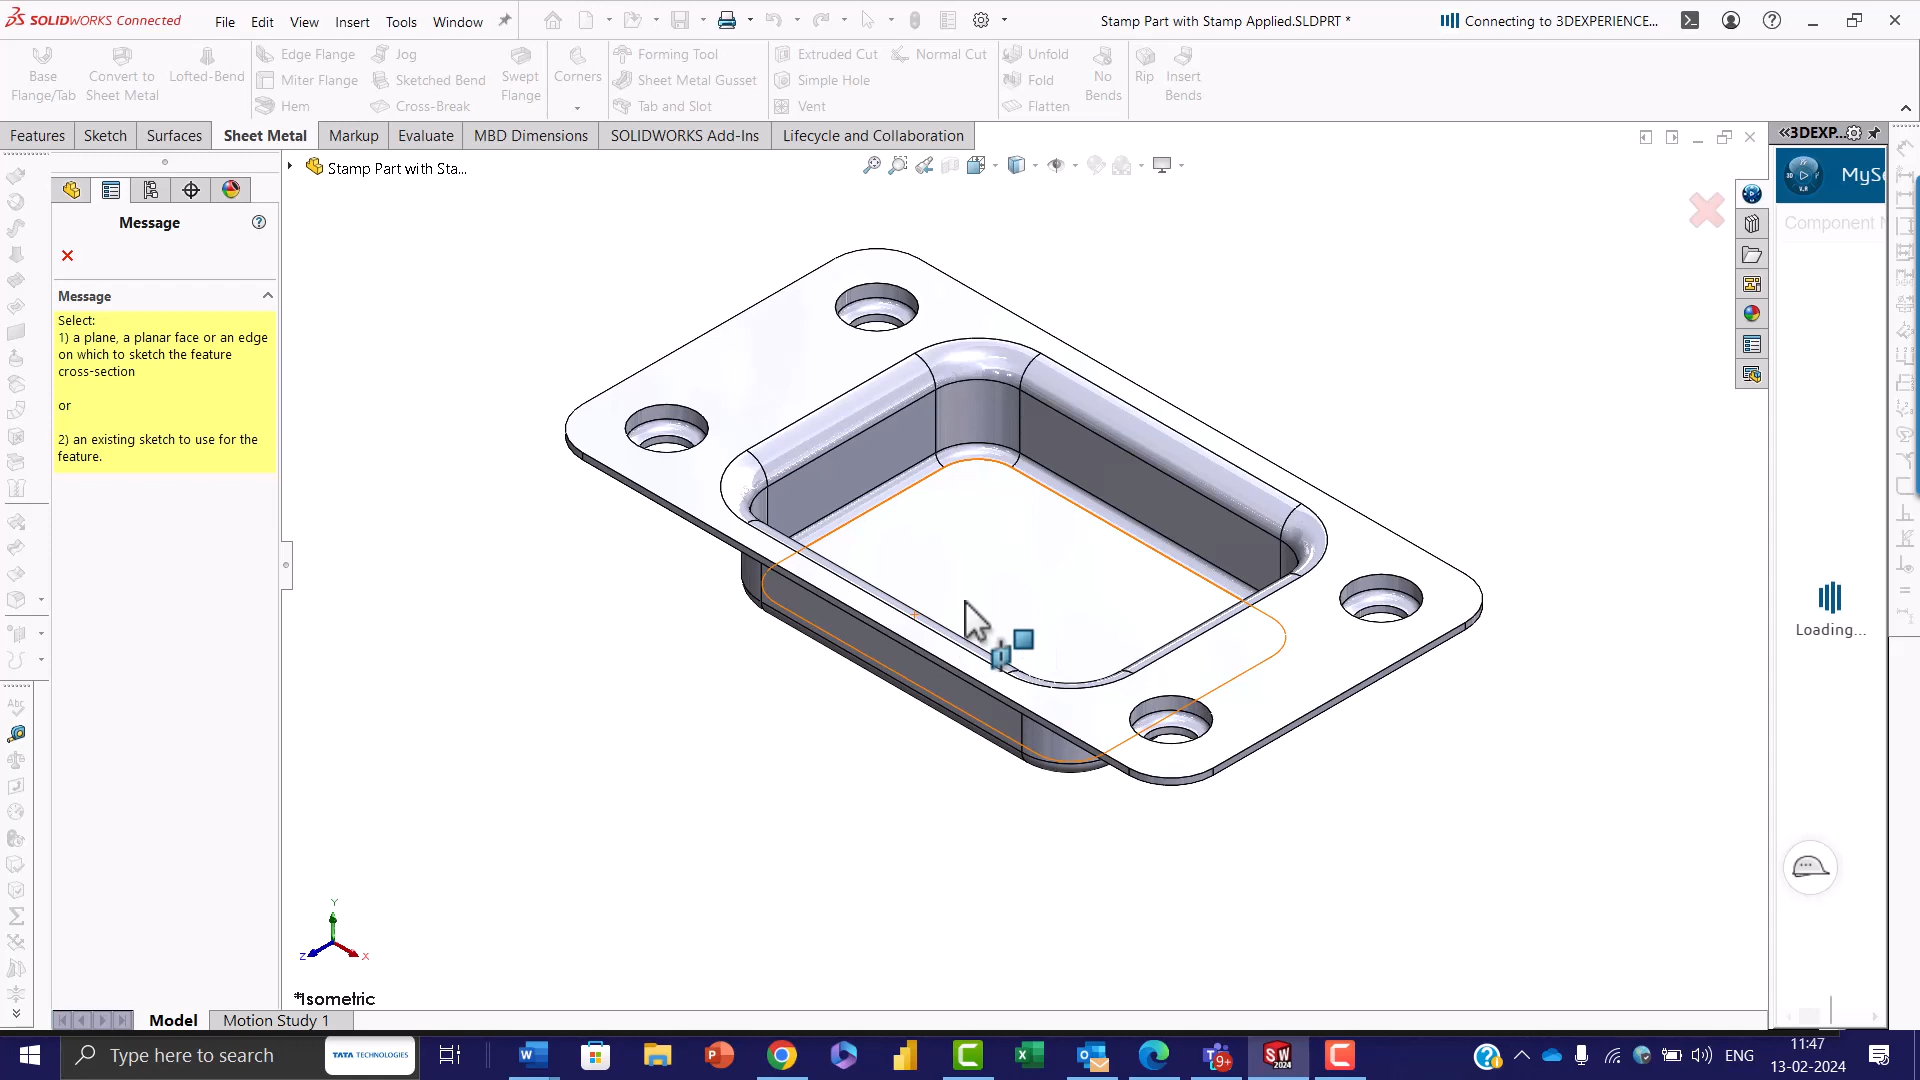 SOLIDWORKS Connected
File Edit View Insert Tools Window
Stamp Part with Stamp Applied.SLDPRT *
Connecting to 3DEXPERIENCE...
Base Flange/Tab
Convert to Sheet Metal
Lofted-Bend
Edge Flange
Miter Flange
Hem
Jog
Sketched Bend
Cross-Break
Swept Flange
Corners
Forming Tool
Sheet Metal Gusset
Tab and Slot
Extruded Cut
Simple Hole
Vent
Normal Cut
Unfold
Fold
Flatten
No Bends
Rip
Insert Bends
Features Sketch Surfaces Sheet Metal Markup Evaluate MBD Dimensions SOLIDWORKS Add-Ins Lifecycle and Collaboration
3DEXP...
Stamp Part with Sta...
Message
Message
Select:
1) a plane, a planar face or an edge
on which to sketch the feature
cross-section
or
2) an existing sketch to use for the
feature.
Component
Loading...
Y
Z
X
*Isometric
Model Motion Study 1
Type here to search
TATA TECHNOLOGIES
9+
SW
2024
ENG
11:47
13-02-2024